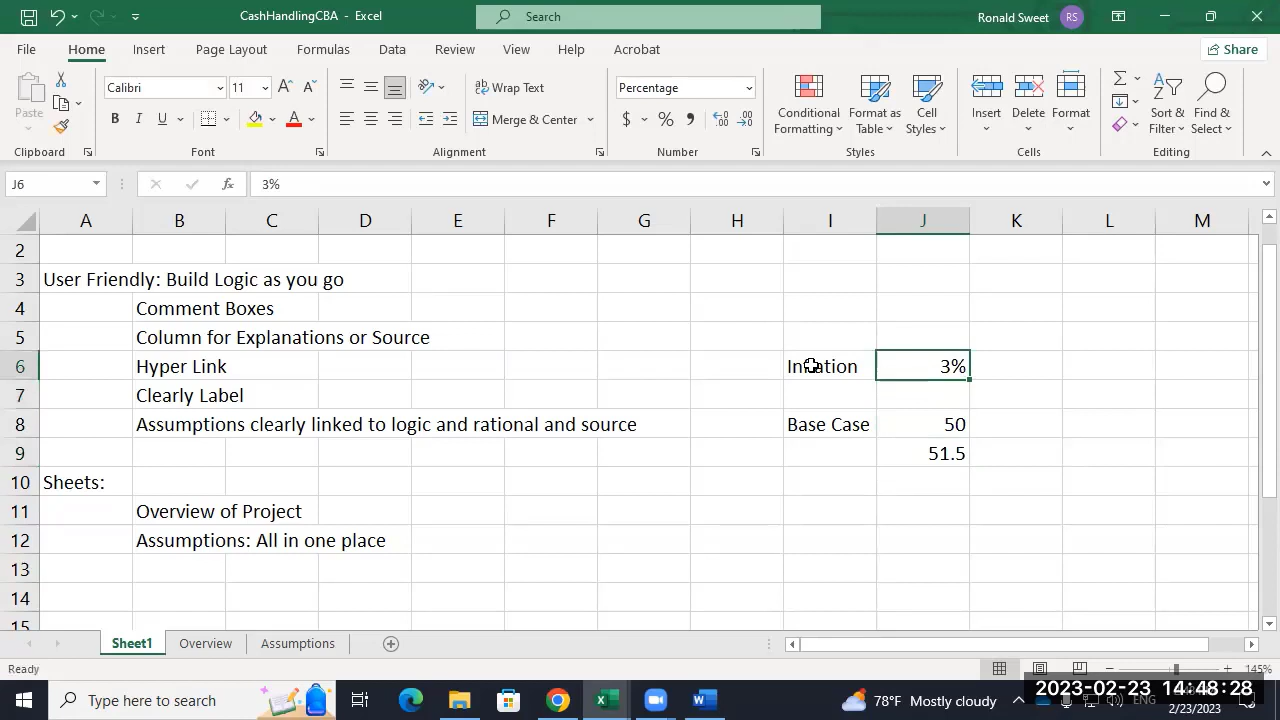 CashHandlingCBA - Excel
Search
Ronald Sweet
RS
File Home Insert Page Layout Formulas Data Review View Help Acrobat
Share
Paste
Calibri 11
Wrap Text
Merge & Center
Percentage
Conditional Formatting
Format as Table
Cell Styles
Insert
Delete
Format
Sort & Filter
Find & Select
Clipboard Font Alignment Number Styles Cells Editing
J6
fx
3%
A B C D E F G H I J K L M
2
3 User Friendly: Build Logic as you go
4 Comment Boxes
5 Column for Explanations or Source
6 Hyper Link Inflation 3%
7 Clearly Label
8 Assumptions clearly linked to logic and rational and source Base Case 50
9 51.5
10 Sheets:
11 Overview of Project
12 Assumptions: All in one place
13
14
15
Sheet1 Overview Assumptions
Ready
145%
Type here to search
78°F Mostly cloudy
ENG
2023-02-23 14:48:28
2/23/2023